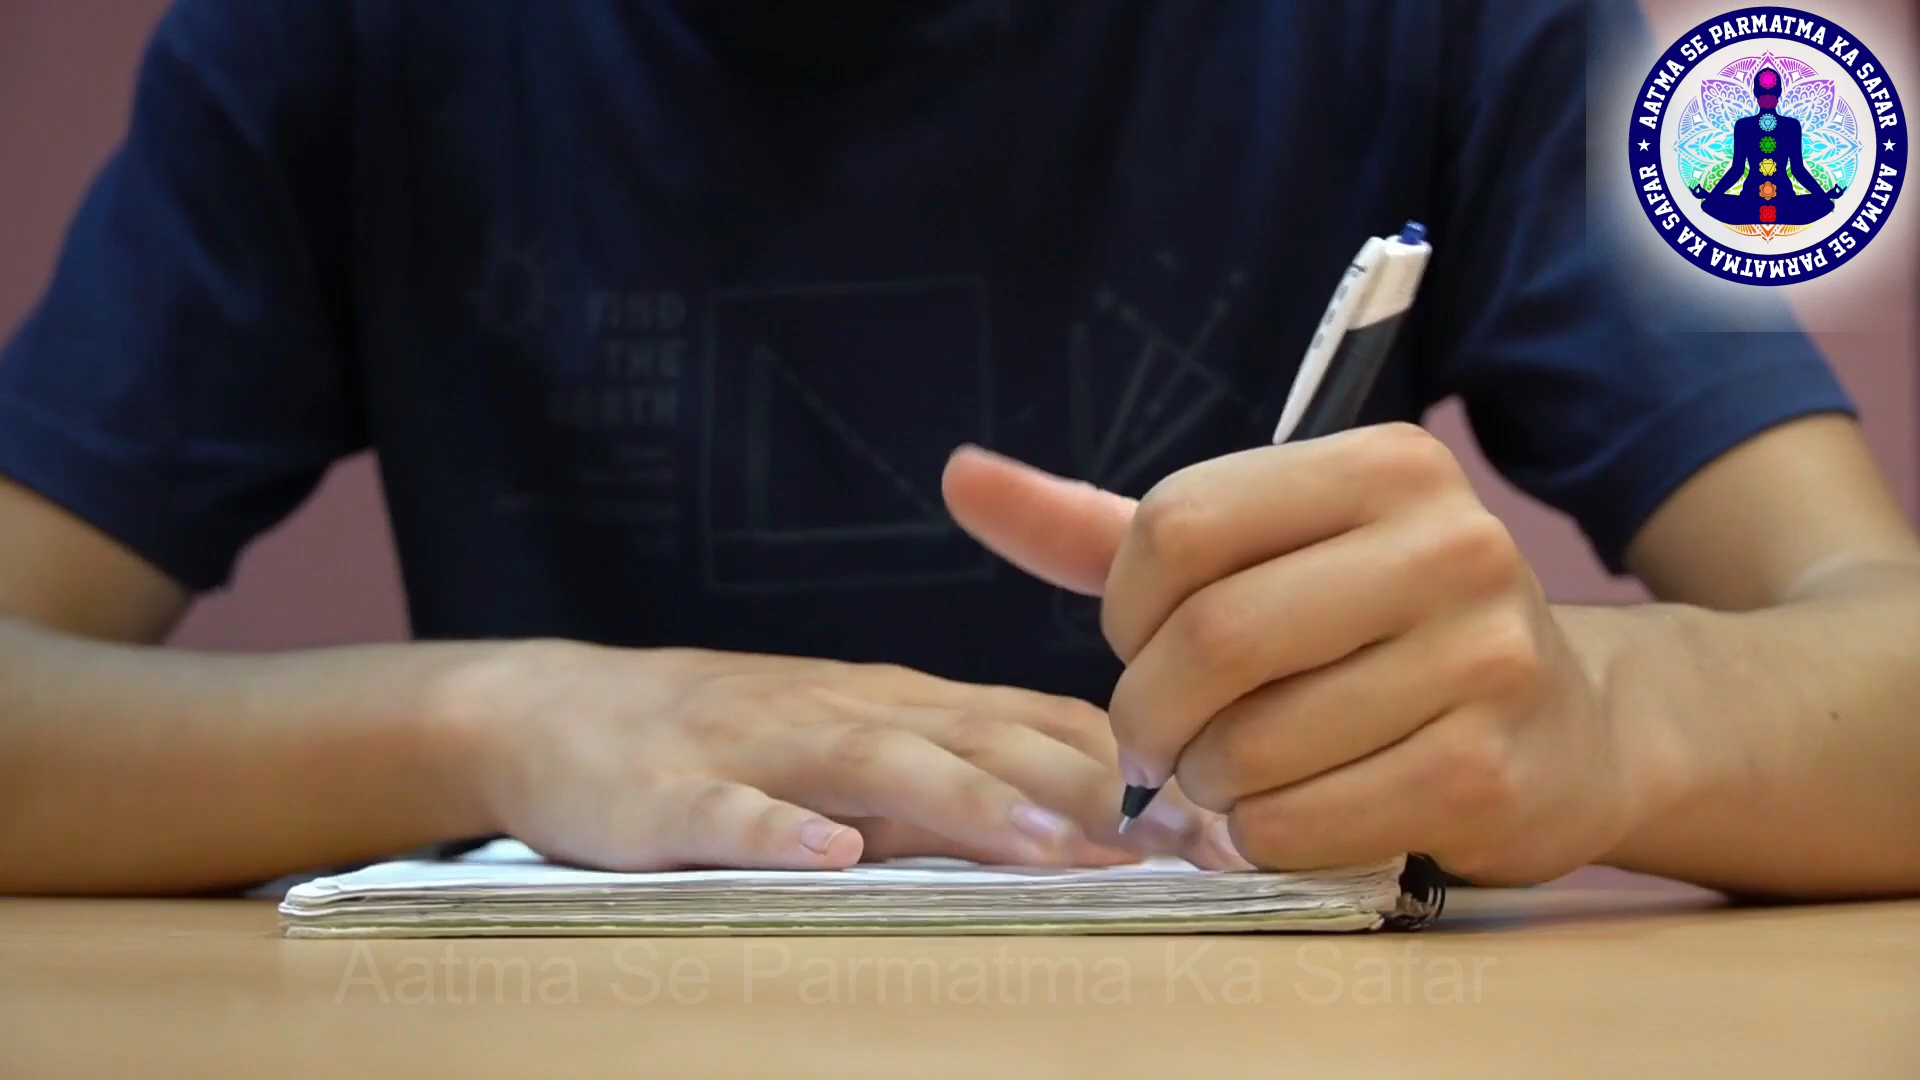 AATMA SE PARMATMA KA SAFAR ★ AATMA SE PARMATMA KA SAFAR ★
FIND
THE
Aatma Se Parmatma Ka Safar